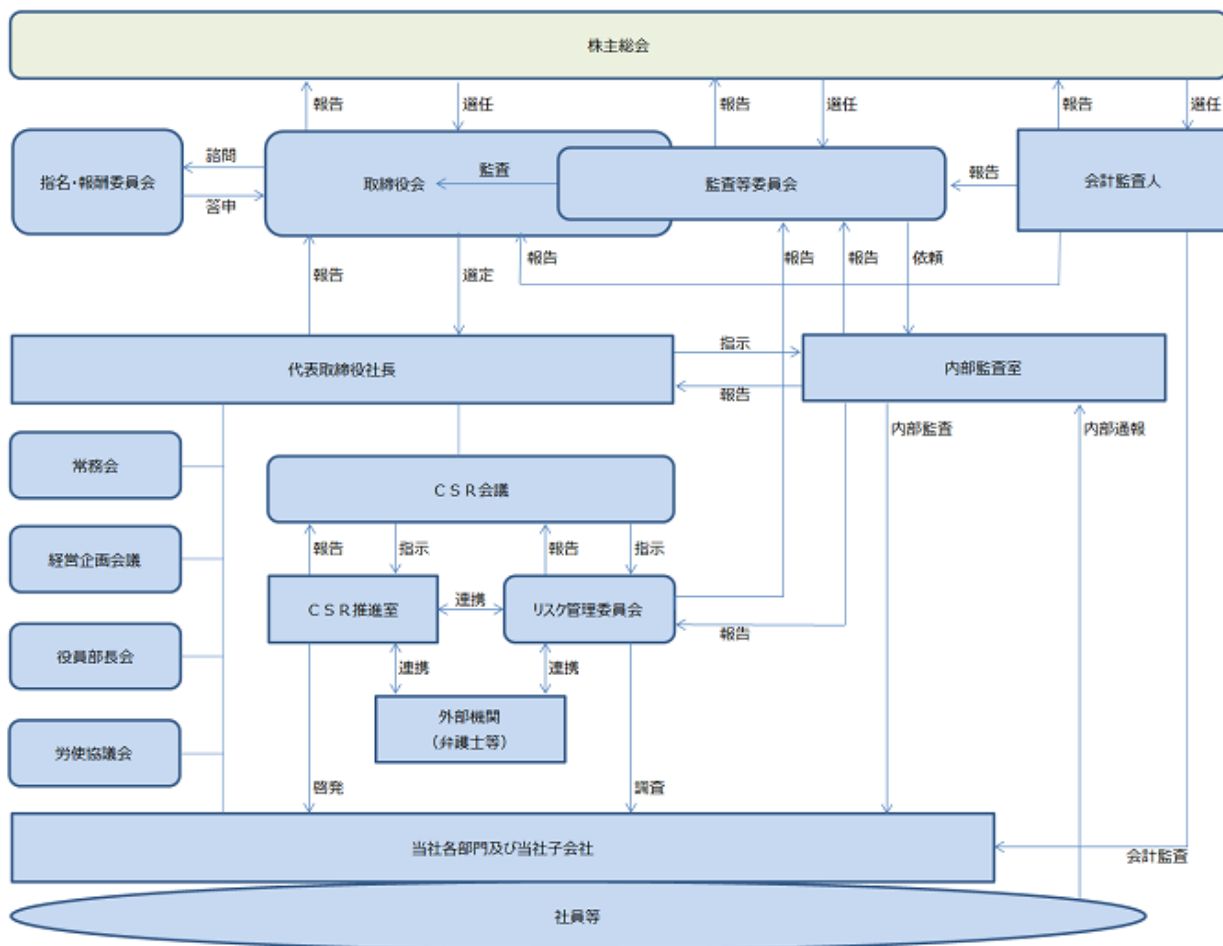 株主総会
報告
選任
報告
選任
報告
選任
指名・報酬委員会
諮問
答申
取締役会
監査
監査等委員会
報告
会計監査人
報告
選定
報告
報告
報告
依頼
代表取締役社長
指示
報告
内部監査室
常務会
内部監査
内部通報
CSR会議
経営企画会議
報告
指示
報告
指示
CSR推進室
連携
リスク管理委員会
報告
役員部長会
連携
連携
外部機関
(弁護士等)
労使協議会
啓発
調査
当社各部門及び当社子会社
会計監査
社員等